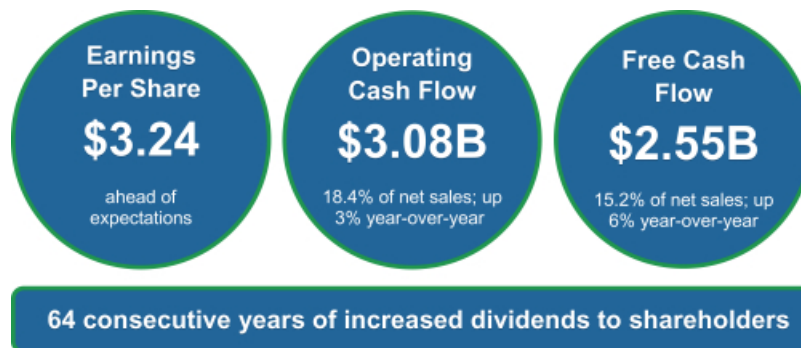 Earnings
Per Share
$3.24
ahead of
expectations
Operating
Cash Flow
$3.08B
18.4% of net sales; up
3% year-over-year
Free Cash
Flow
$2.55B
15.2% of net sales; up
6% year-over-year
64 consecutive years of increased dividends to shareholders